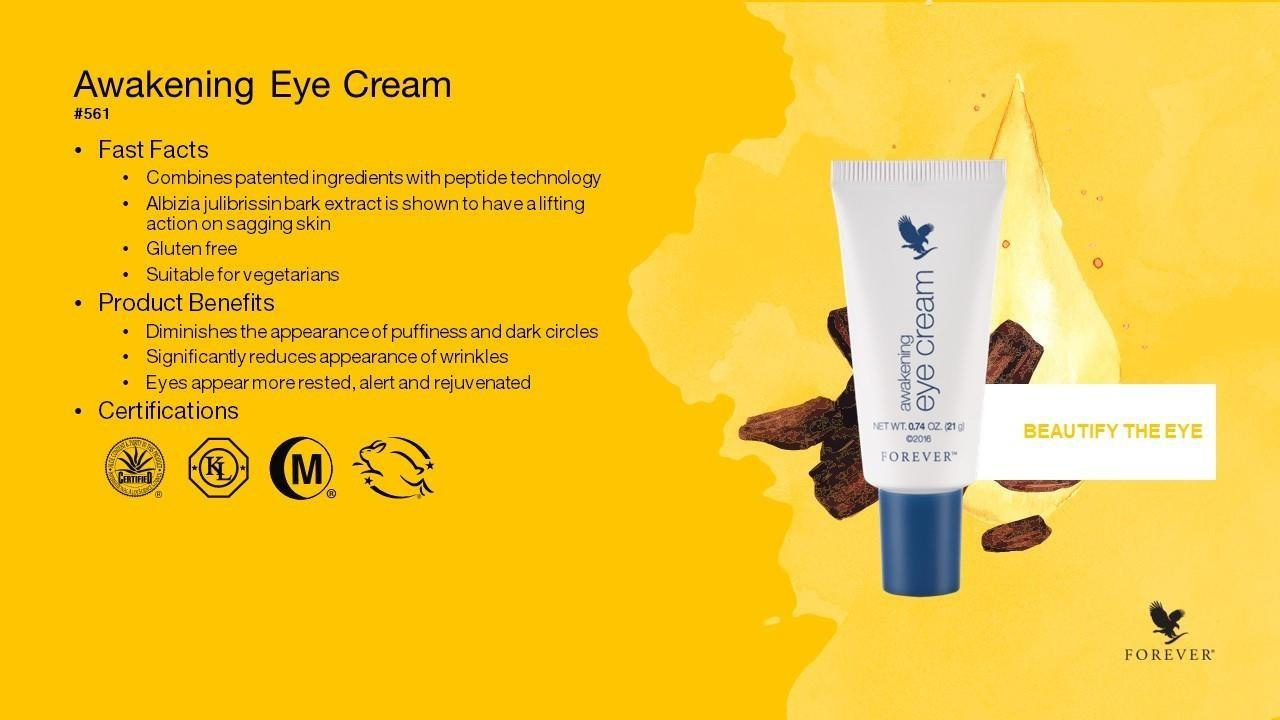 Awakening Eye Cream
#561
• Fast Facts
• Combines patented ingredients with peptide technology
• Albizia julibrissin bark extract is shown to have a lifting
action on sagging skin
• Gluten free
• Suitable for vegetarians
• Product Benefits
• Diminishes the appearance of puffiness and dark circles
• Significantly reduces appearance of wrinkles
• Eyes appear more rested, alert and rejuvenated
• Certifications
CERTIFIED
®
KL
M
®
awakening
eye cream
NET WT. 0.74 OZ. (21 g)
©2016
FOREVER™
BEAUTIFY THE EYE
FOREVER®